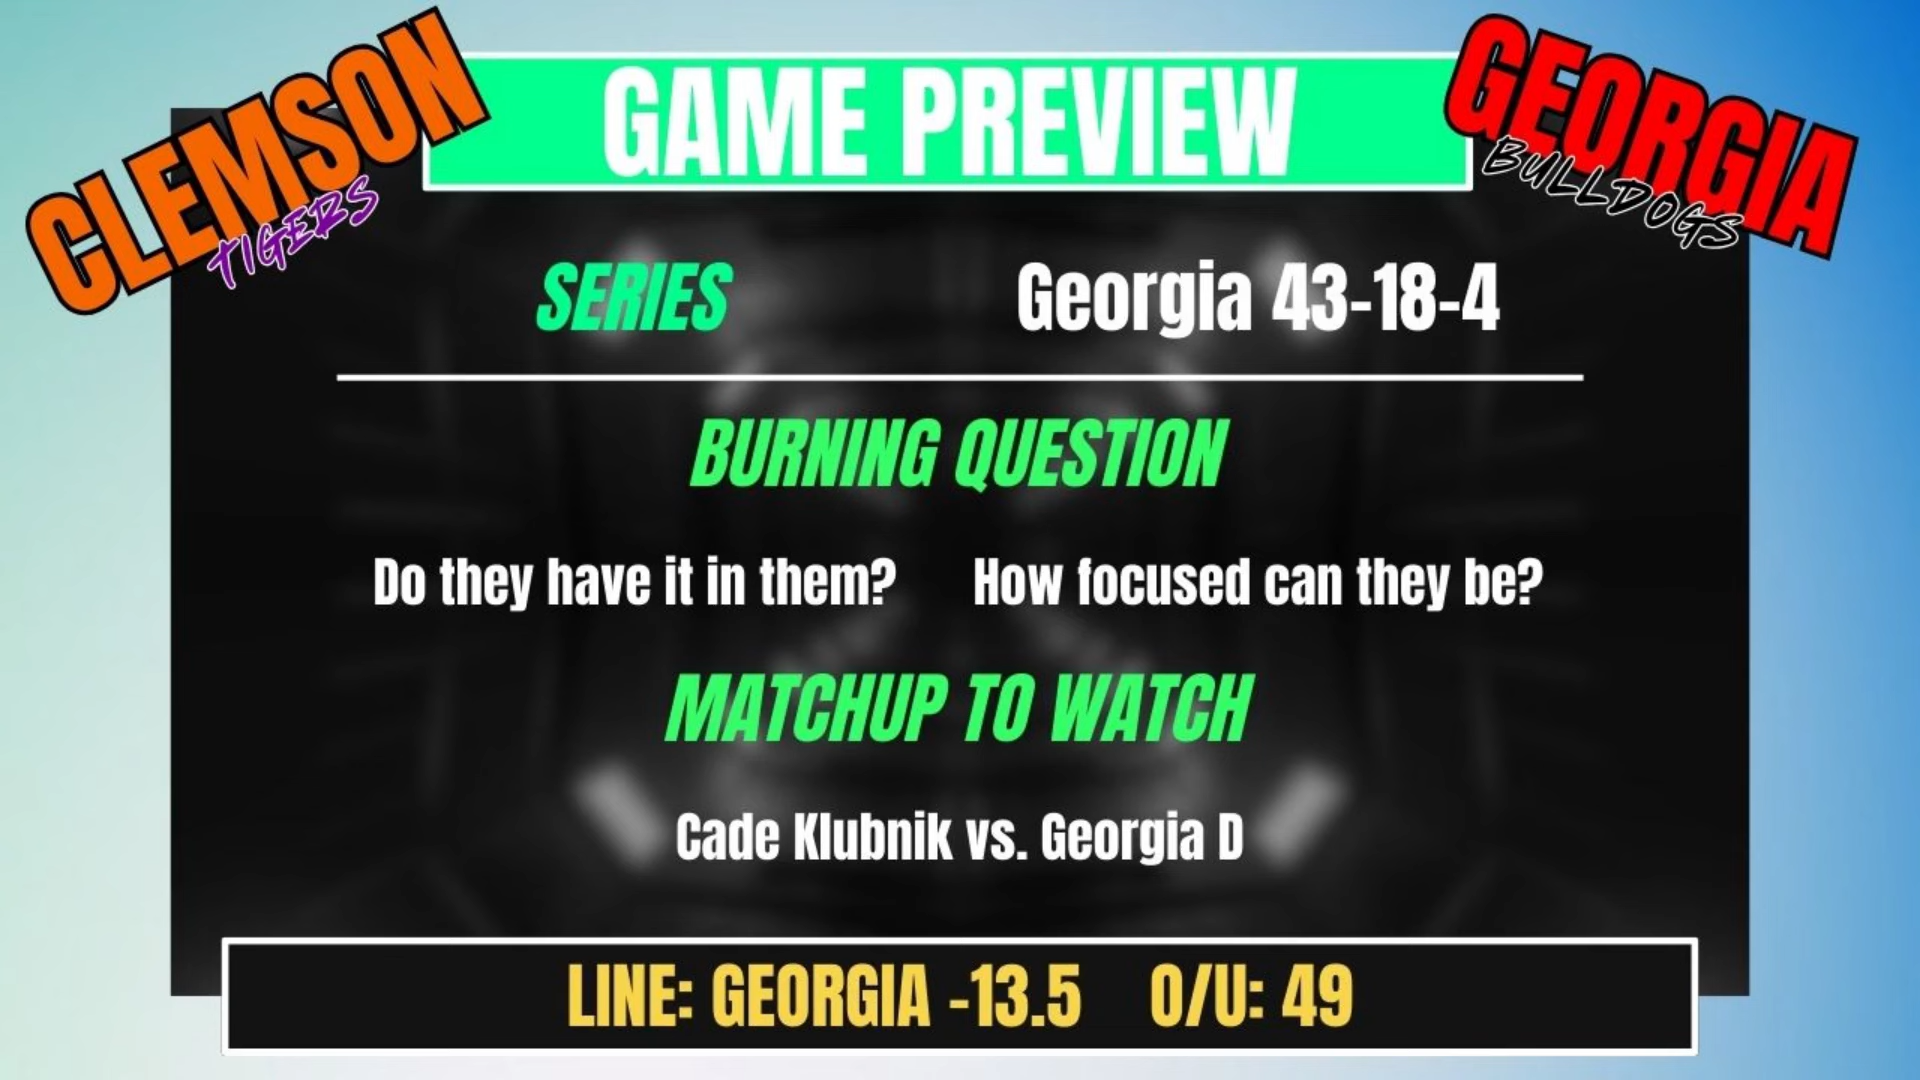 CLEMSON
TIGERS
GAME PREVIEW
GEORGIA
BULLDOGS
SERIES Georgia 43-18-4
BURNING QUESTION
Do they have it in them? How focused can they be?
MATCHUP TO WATCH
Cade Klubnik vs. Georgia D
LINE: GEORGIA -13.5 O/U: 49